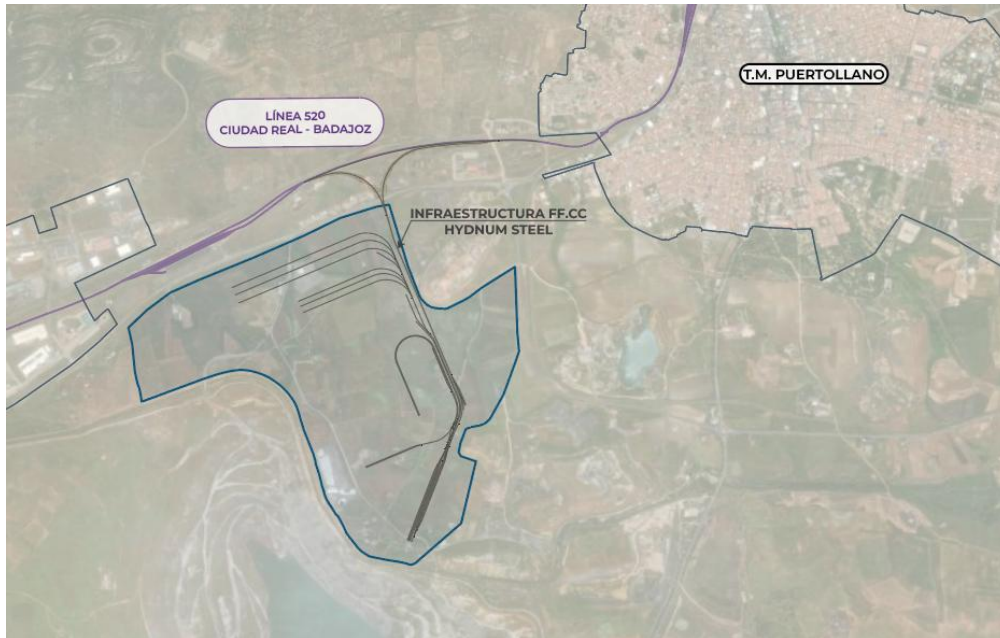 T.M. PUERTOLLANO
LÍNEA 520
CIUDAD REAL - BADAJOZ
INFRAESTRUCTURA FF.CC
HYDNUM STEEL